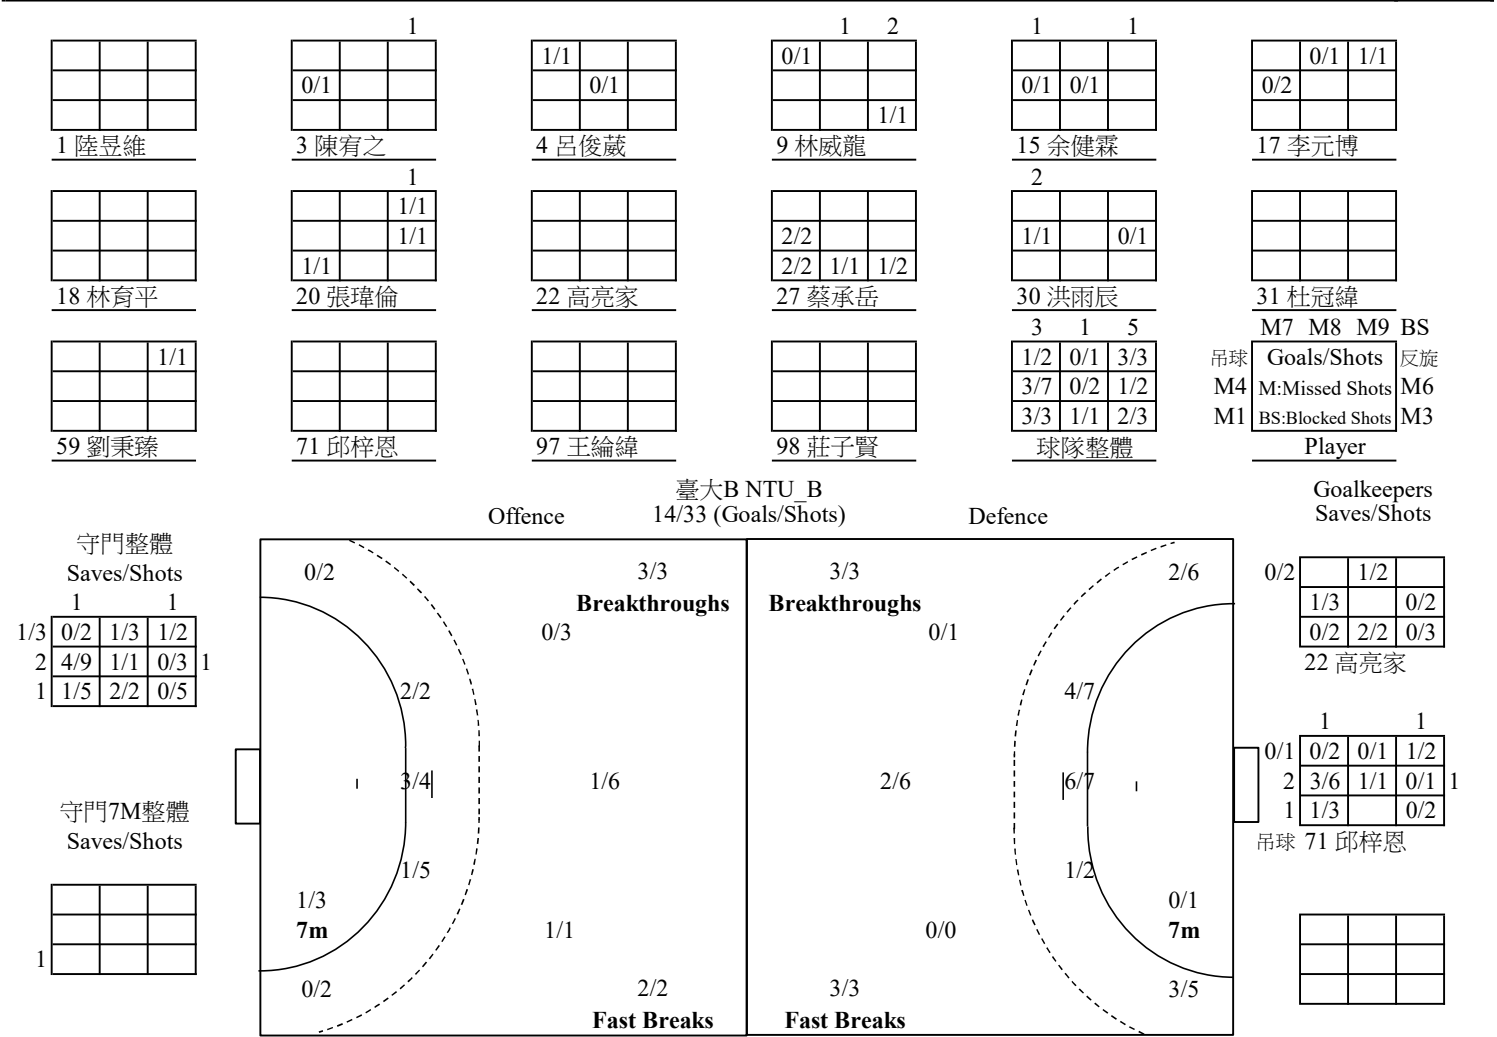 1 1 2 1 1
1/1 0/1 0/1 1/1
0/1 0/1 0/1 0/1 0/2
1/1
1 陸昱維 3 陳宥之 4 呂俊葳 9 林威龍 15 余健霖 17 李元博
1 2
1/1
1/1 2/2 1/1 0/1
1/1 2/2 1/1 1/2
18 林育平 20 張瑋倫 22 高亮家 27 蔡承岳 30 洪雨辰 31 杜冠緯
3 1 5 M7 M8 M9 BS
1/1 1/2 0/1 3/3 吊球 Goals/Shots 反旋
3/7 0/2 1/2 M4 M:Missed Shots M6
3/3 1/1 2/3 M1 BS:Blocked Shots M3
59 劉秉臻 71 邱梓恩 97 王綸緯 98 莊子賢 球隊整體 Player
臺大B NTU_B
14/33 (Goals/Shots)
Offence Defence
Goalkeepers
Saves/Shots
守門整體
Saves/Shots
1 1
1/3 0/2 1/3 1/2
2 4/9 1/1 0/3 1
1 1/5 2/2 0/5
守門7M整體
Saves/Shots
1
0/2 3/3
Breakthroughs
0/3
2/2
3/4 1/6
1/5
1/3
7m
1/1
0/2 2/2
Fast Breaks
3/3 2/6
Breakthroughs
0/1
4/7
2/6 6/7
1/2
0/1
7m
0/0
3/3 3/5
Fast Breaks
0/2 1/2
1/3 0/2
0/2 2/2 0/3
22 高亮家
1 1
0/1 0/2 0/1 1/2
2 3/6 1/1 0/1 1
1 1/3 0/2
吊球 71 邱梓恩